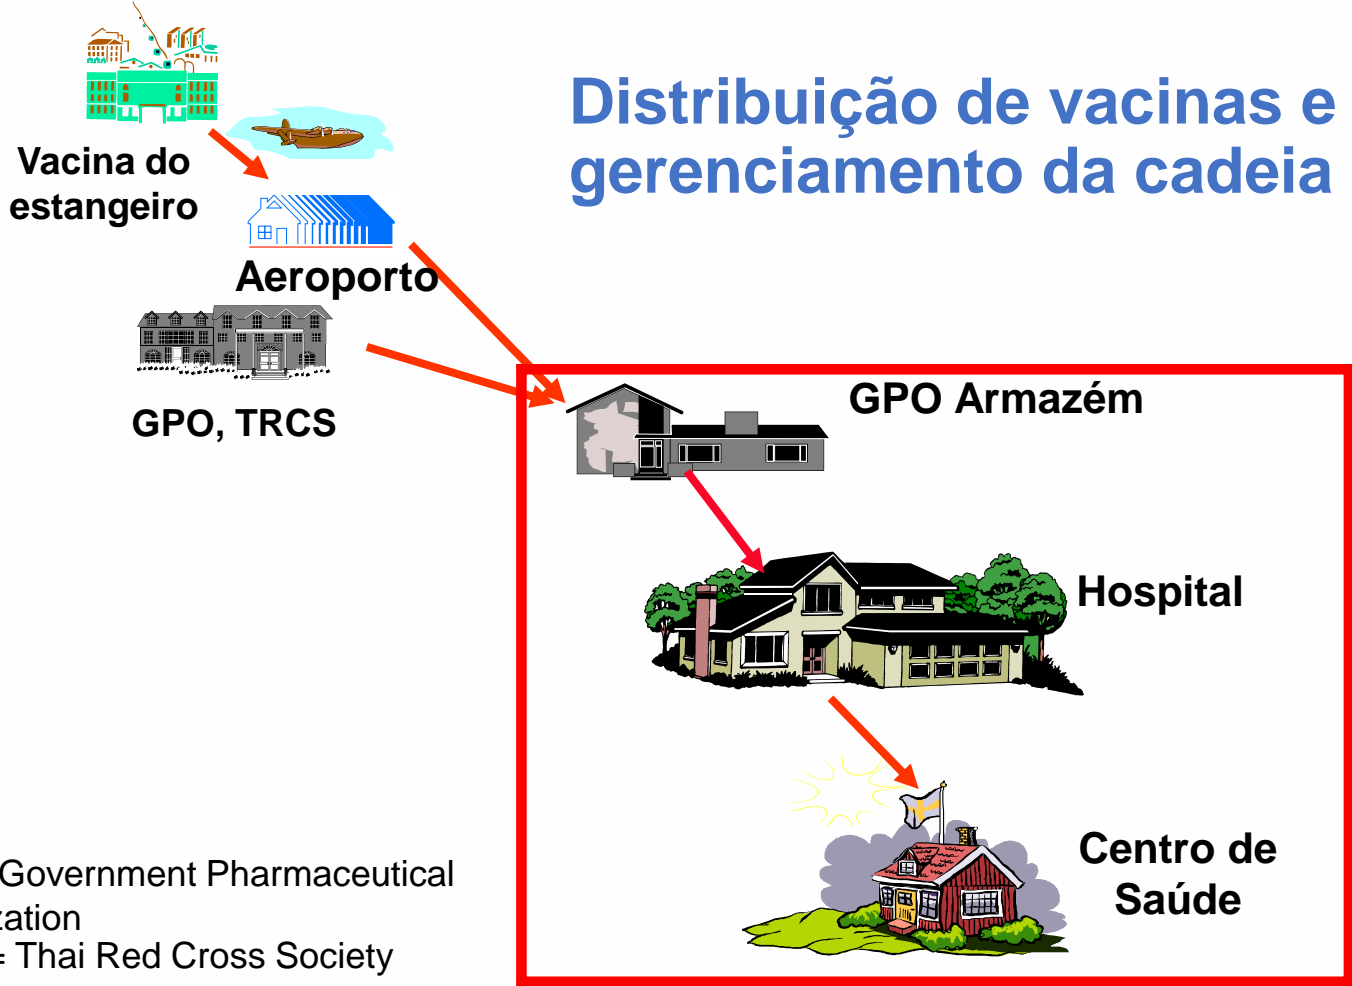 Distribuição de vacinas e
gerenciamento da cadeia
Vacina do
estangeiro
Aeroporto
GPO, TRCS
GPO Armazém
Hospital
Centro de
Saúde
Government Pharmaceutical
zation
= Thai Red Cross Society